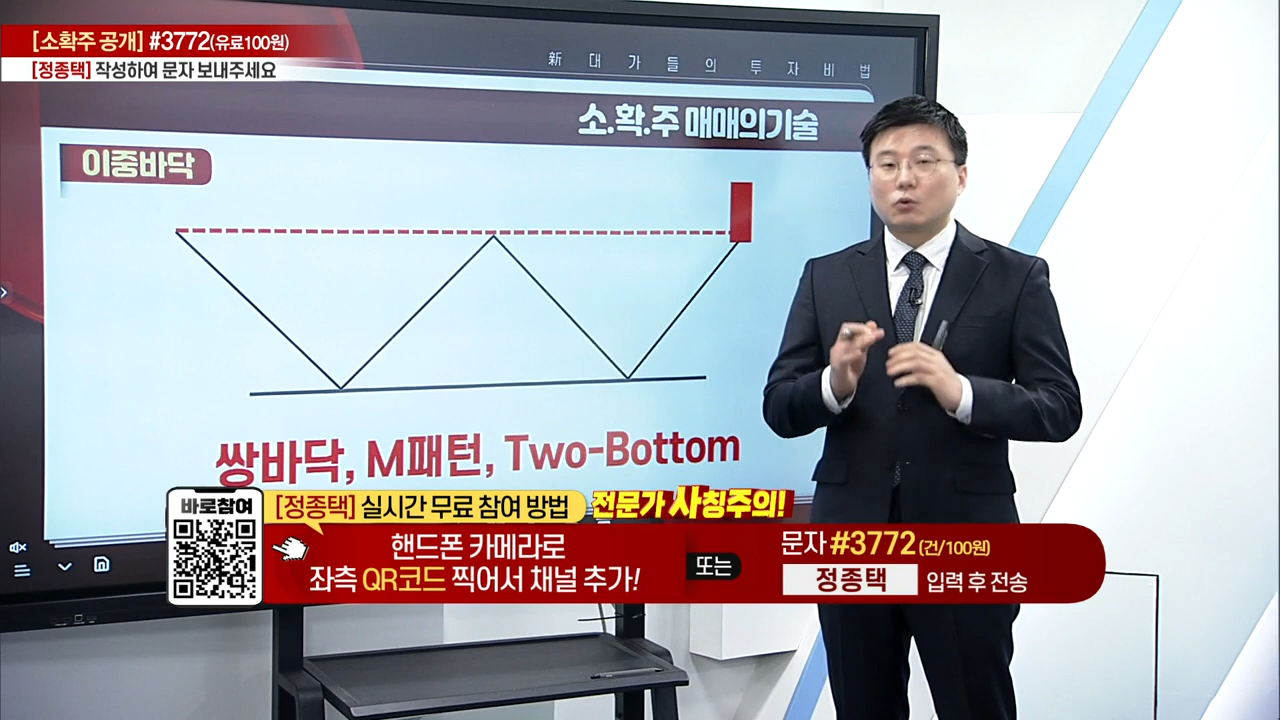 [소확주 공개] #3772(유료100원)
[정종택] 작성하여 문자 보내주세요
新 대가들의 투자비법
소.확.주 매매의기술
이중바닥
쌍바닥, M패턴, Two-Bottom
바로참여
[정종택] 실시간 무료 참여 방법
전문가 사칭주의!
핸드폰 카메라로
좌측 QR코드 찍어서 채널 추가!
또는
문자 #3772 (건/100원)
정종택 입력 후 전송